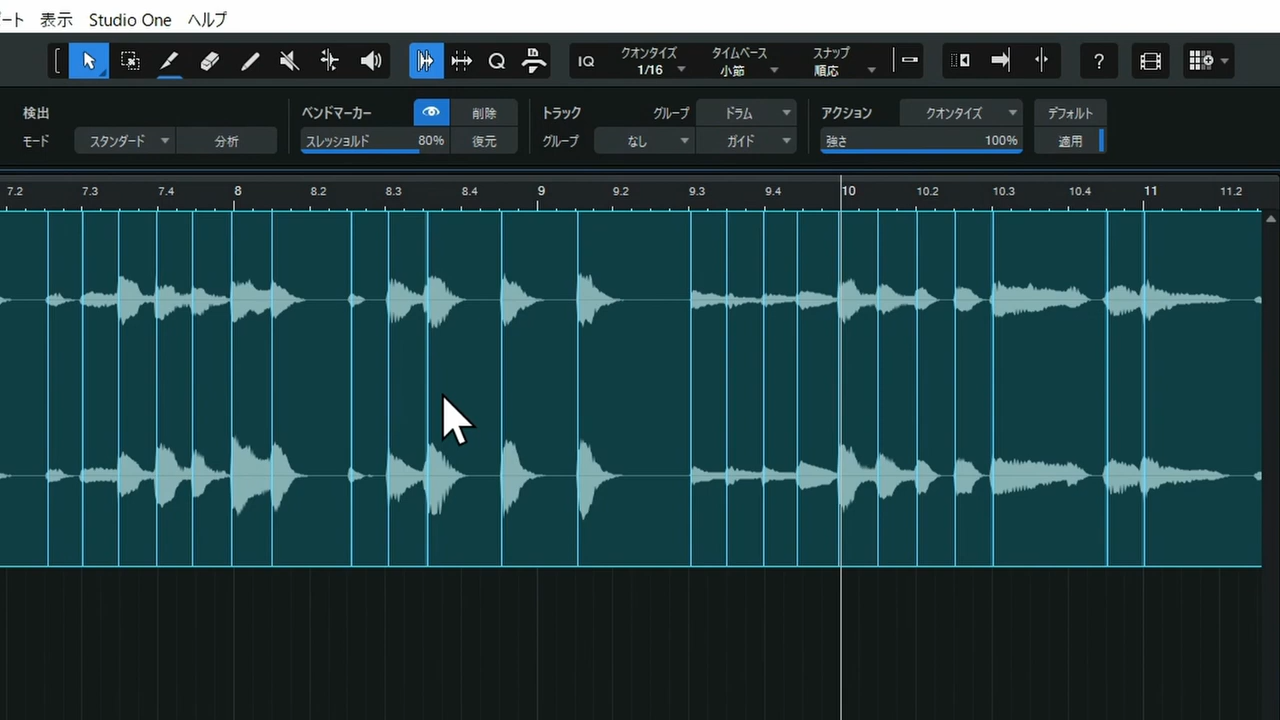 ート 表示 Studio One ヘルプ
IQ クオンタイズ 1/16 タイムベース 小節 スナップ 順応 ?
検出 ベンドマーカー 削除 トラック グループ ドラム アクション クオンタイズ デフォルト
モード スタンダード 分析 スレッショルド 80% 復元 グループ なし ガイド 強さ 100% 適用
7.2 7.3 7.4 8 8.2 8.3 8.4 9 9.2 9.3 9.4 10 10.2 10.3 10.4 11 11.2